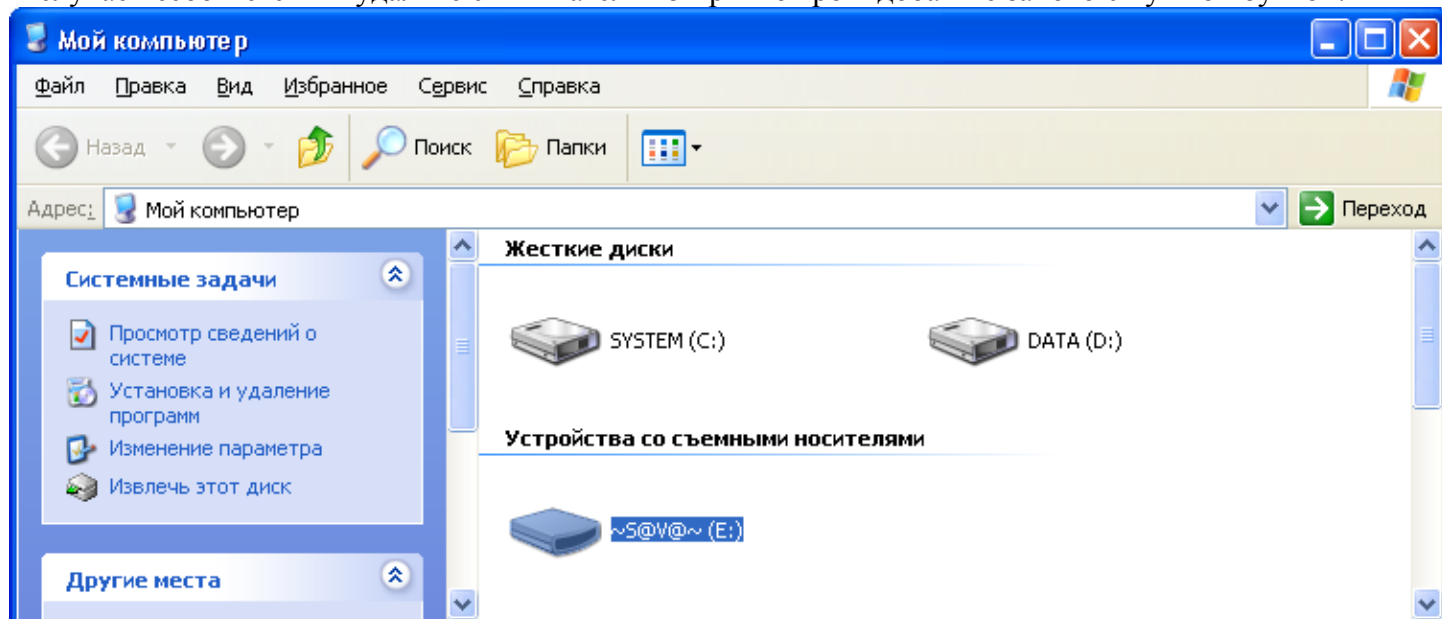 Мой компьютер
Файл Правка Вид Избранное Сервис Справка
Назад Поиск Папки
Адрес: Мой компьютер Переход
Жесткие диски
Системные задачи
Просмотр сведений о
системе
SYSTEM (C:) DATA (D:)
Установка и удаление
программ
Устройства со съемными носителями
Изменение параметра
Извлечь этот диск
~S@V@~ (E:)
Другие места